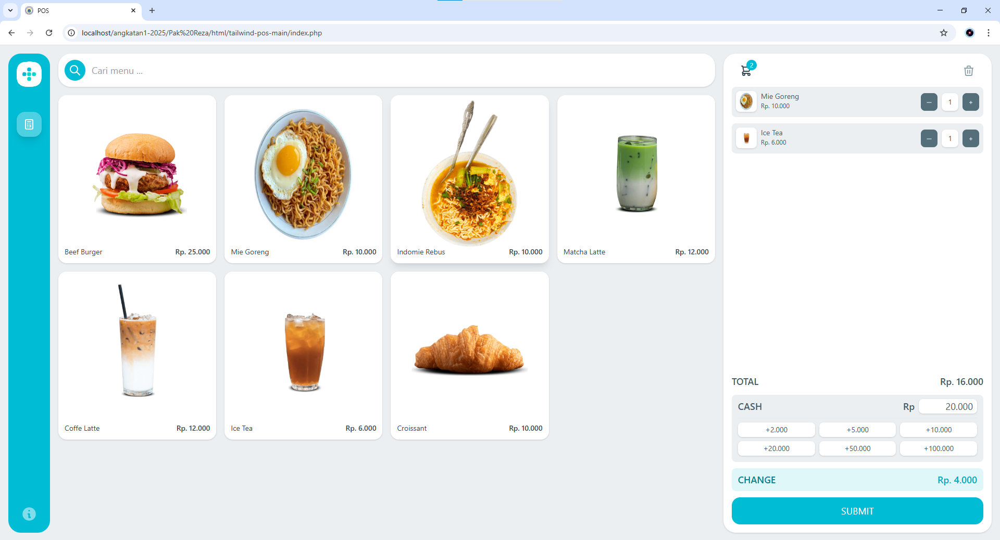 POS
localhost/angkatan1-2025/Pak%20Reza/html/tailwind-pos-main/index.php
Cari menu ...
Beef Burger Rp. 25.000
Mie Goreng Rp. 10.000
Indomie Rebus Rp. 10.000
Matcha Latte Rp. 12.000
Coffe Latte Rp. 12.000
Ice Tea Rp. 6.000
Croissant Rp. 10.000
2
Mie Goreng
Rp. 10.000
– 1 +
Ice Tea
Rp. 6.000
– 1 +
TOTAL Rp. 16.000
CASH Rp 20.000
+2.000 +5.000 +10.000
+20.000 +50.000 +100.000
CHANGE Rp. 4.000
SUBMIT